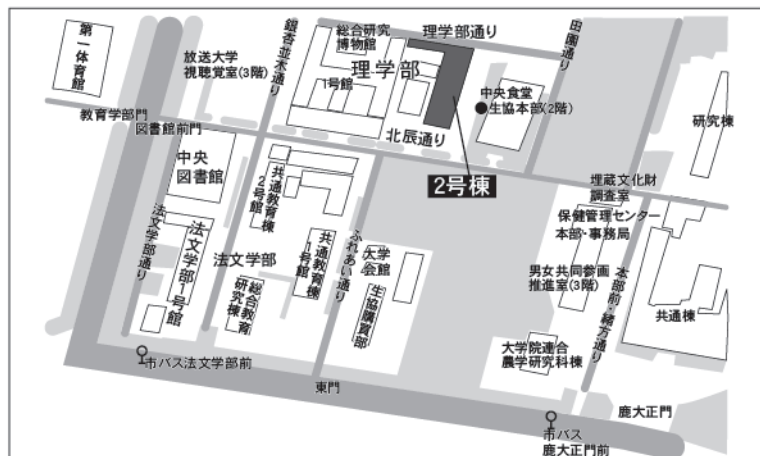 第一体育館
放送大学
視聴覚室(3階)
銀杏並木通り
総合研究
博物館
理学部
1号館
理学部通り
田園通り
中央食堂
生協本部(2階)
研究棟
教育学部門
図書館前門
北辰通り
2号棟
中央
図書館
共通教育棟
2号館
埋蔵文化財
調査室
保健管理センター
本部・事務局
法文学部通り
法文学部1号館
法文学部
共通教育棟
1号館
ふれあい通り
大学
会館
男女共同参画
推進室(3階)
本部前・緒方通り
総合教育
研究棟
生協購買部
共通棟
大学院連合
農学研究科棟
市バス法文学部前
東門
鹿大正門
市バス
鹿大正門前